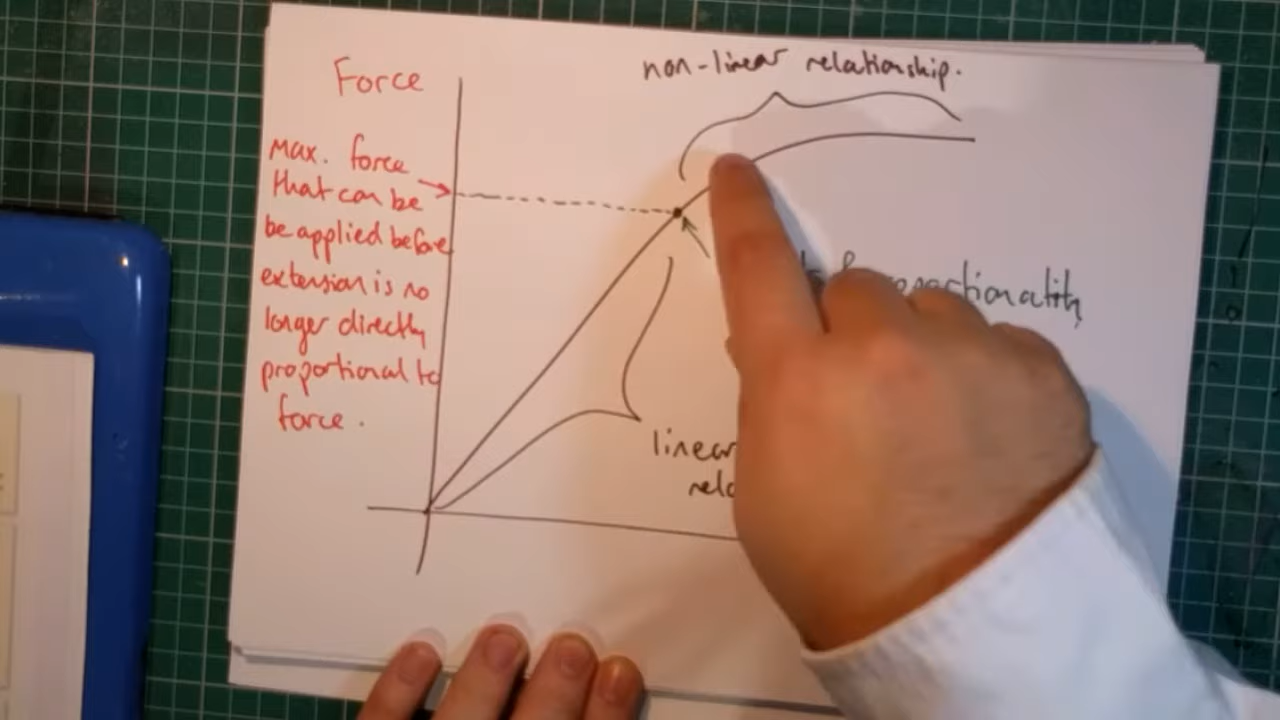 non-linear relationship.
Force
Max. force
that can be
be applied before
extension is no
longer directly
proportional to
force.
linear